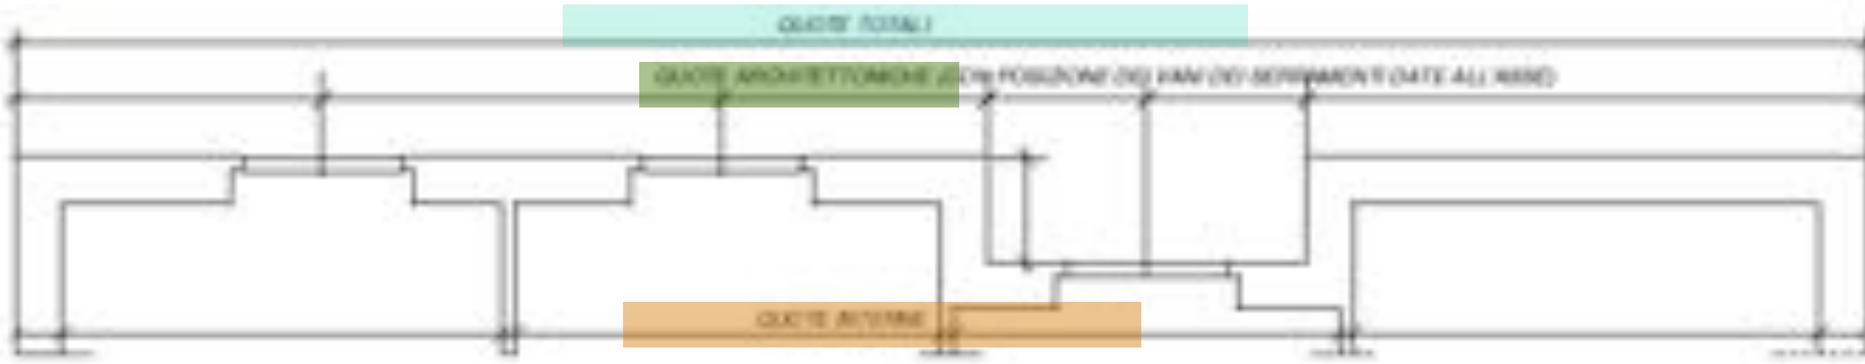 QUOTE TOTALI
QUOTE ARCHITETTONICHE (CON POSIZIONE DEI VANI DEI SERRAMENTI DATE ALL'ASSE)
QUOTE INTERNE